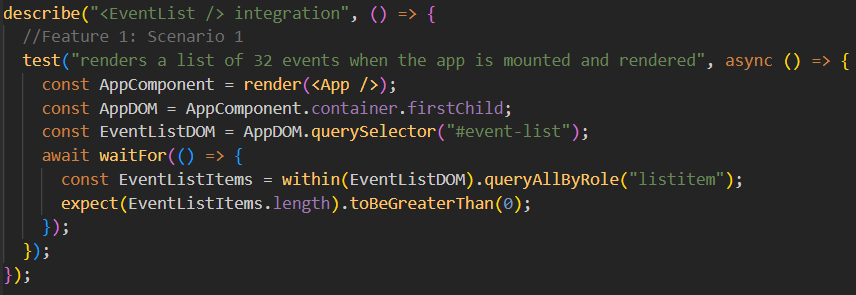 describe("<EventList /> integration", () => {
  //Feature 1: Scenario 1
  test("renders a list of 32 events when the app is mounted and rendered", async () => {
    const AppComponent = render(<App />);
    const AppDOM = AppComponent.container.firstChild;
    const EventListDOM = AppDOM.querySelector("#event-list");
    await waitFor(() => {
      const EventListItems = within(EventListDOM).queryAllByRole("listitem");
      expect(EventListItems.length).toBeGreaterThan(0);
    });
  });
});